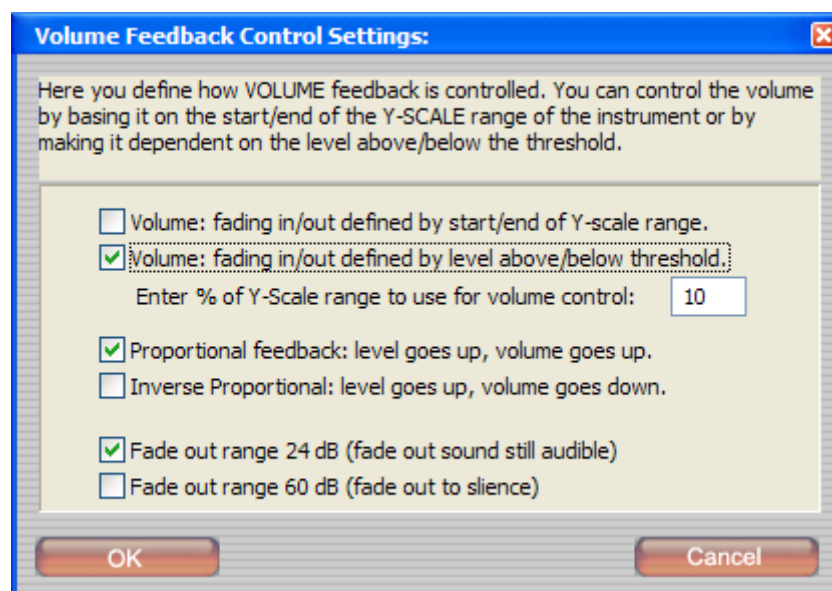 Volume Feedback Control Settings:
Here you define how VOLUME feedback is controlled. You can control the volume
by basing it on the start/end of the Y-SCALE range of the instrument or by
making it dependent on the level above/below the threshold.
Volume: fading in/out defined by start/end of Y-scale range.
Volume: fading in/out defined by level above/below threshold.
Enter % of Y-Scale range to use for volume control: 10
Proportional feedback: level goes up, volume goes up.
Inverse Proportional: level goes up, volume goes down.
Fade out range 24 dB (fade out sound still audible)
Fade out range 60 dB (fade out to slience)
OK Cancel